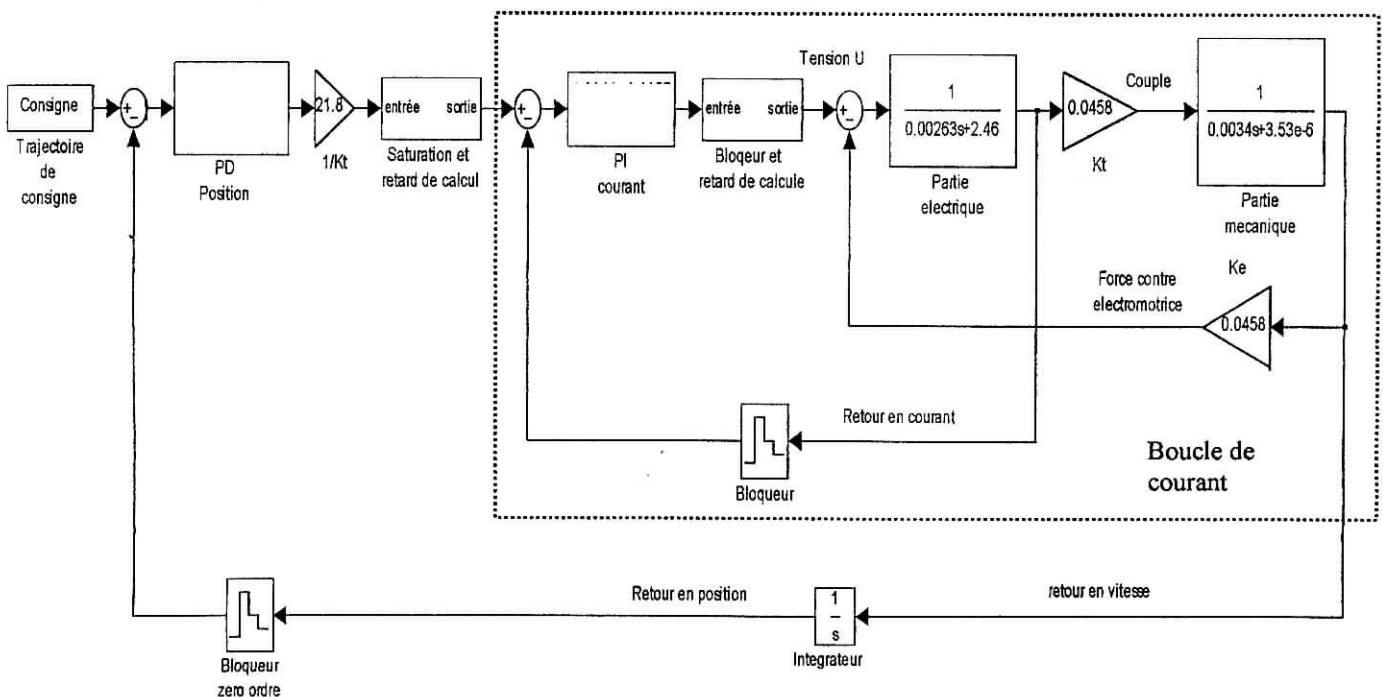 Consigne
Trajectoire
de
consigne
+
−
PD
Position
21.8
1/Kt
entrée sortie
Saturation et
retard de calcul
+
−
PI
courant
entrée sortie
Bloqeur et
retard de calcule
Tension U
+
−
1
0.00263s+2.46
Partie
electrique
0.0458
Kt
Couple
1
0.0034s+3.53e-6
Partie
mecanique
Ke
0.0458
Force contre
electromotrice
Retour en courant
Bloqueur
Boucle de
courant
Retour en position
1
s
Integrateur
retour en vitesse
Bloqueur
zero ordre